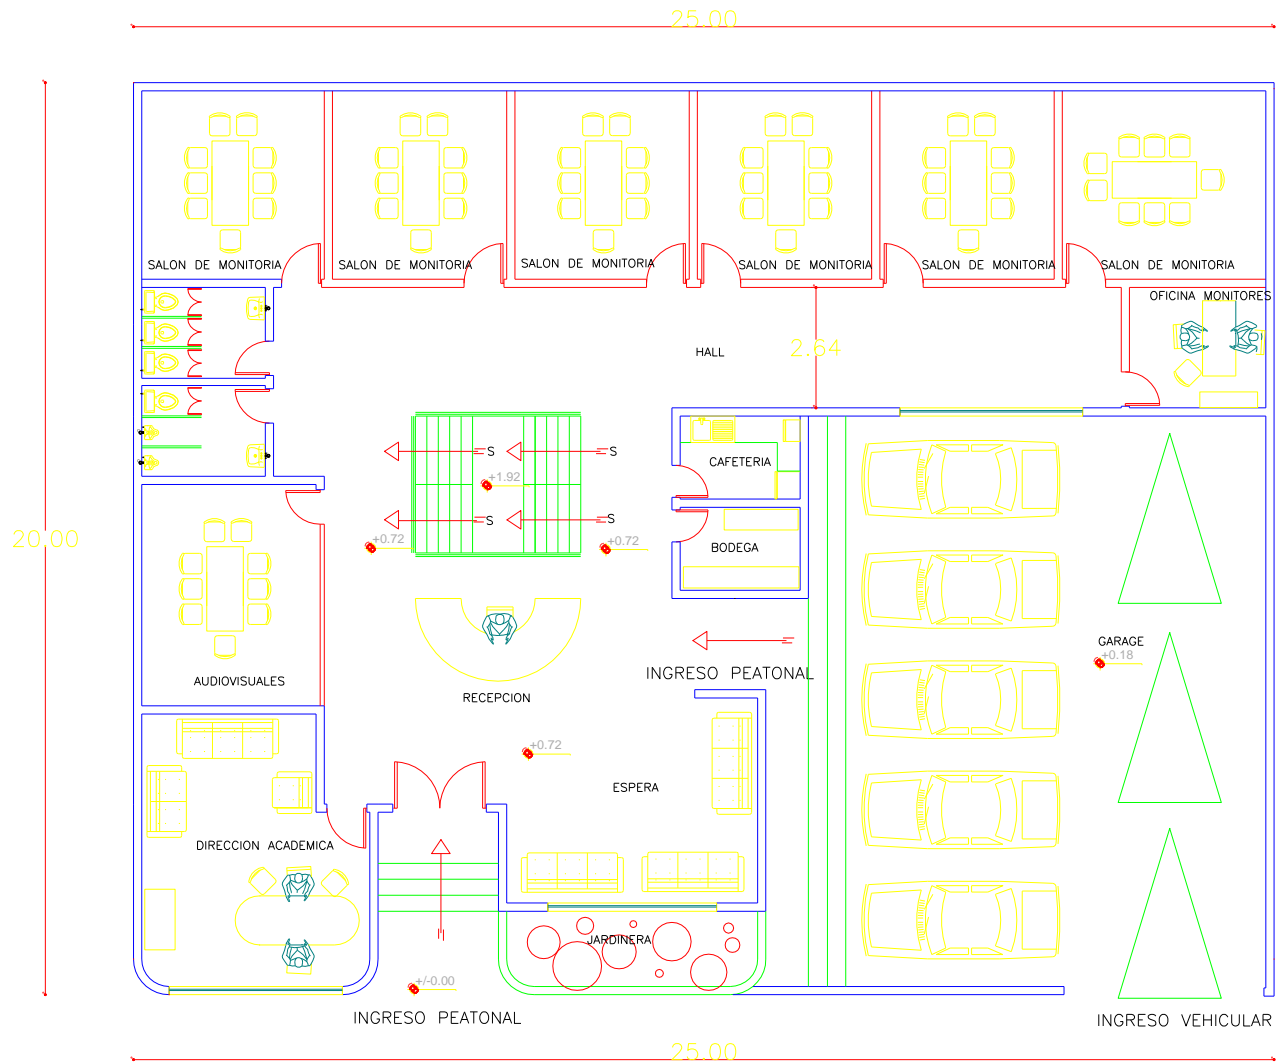 25.00
SALON DE MONITORIA
SALON DE MONITORIA
SALON DE MONITORIA
SALON DE MONITORIA
SALON DE MONITORIA
SALON DE MONITORIA
OFICINA MONITORES
HALL
2.64
S
S
CAFETERIA
+1.92
S
S
20.00
+0.72
+0.72
BODEGA
GARAGE
+0.18
INGRESO PEATONAL
AUDIOVISUALES
RECEPCION
+0.72
ESPERA
DIRECCION ACADEMICA
JARDINERA
+/-0.00
INGRESO PEATONAL
INGRESO VEHICULAR
25.00